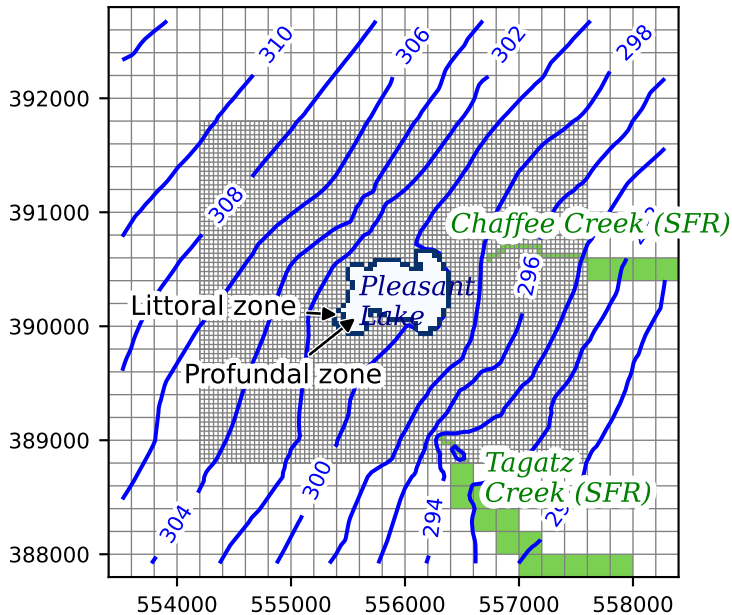 310
306
302
298
392000
308
391000
Chaffee Creek (SFR)
296
Pleasant
Lake
Littoral zone
390000
Profundal zone
389000
Tagatz
Creek (SFR)
300
304
294
388000
554000 555000 556000 557000 558000